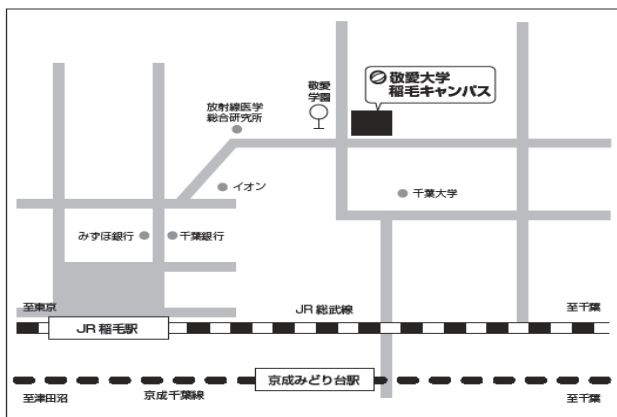 敬愛大学
稲毛キャンパス
敬愛
学園
放射線医学
総合研究所
イオン
千葉大学
みずほ銀行
千葉銀行
至東京
JR 総武線
至千葉
JR 稲毛駅
京成みどり台駅
至津田沼
京成千葉線
至千葉